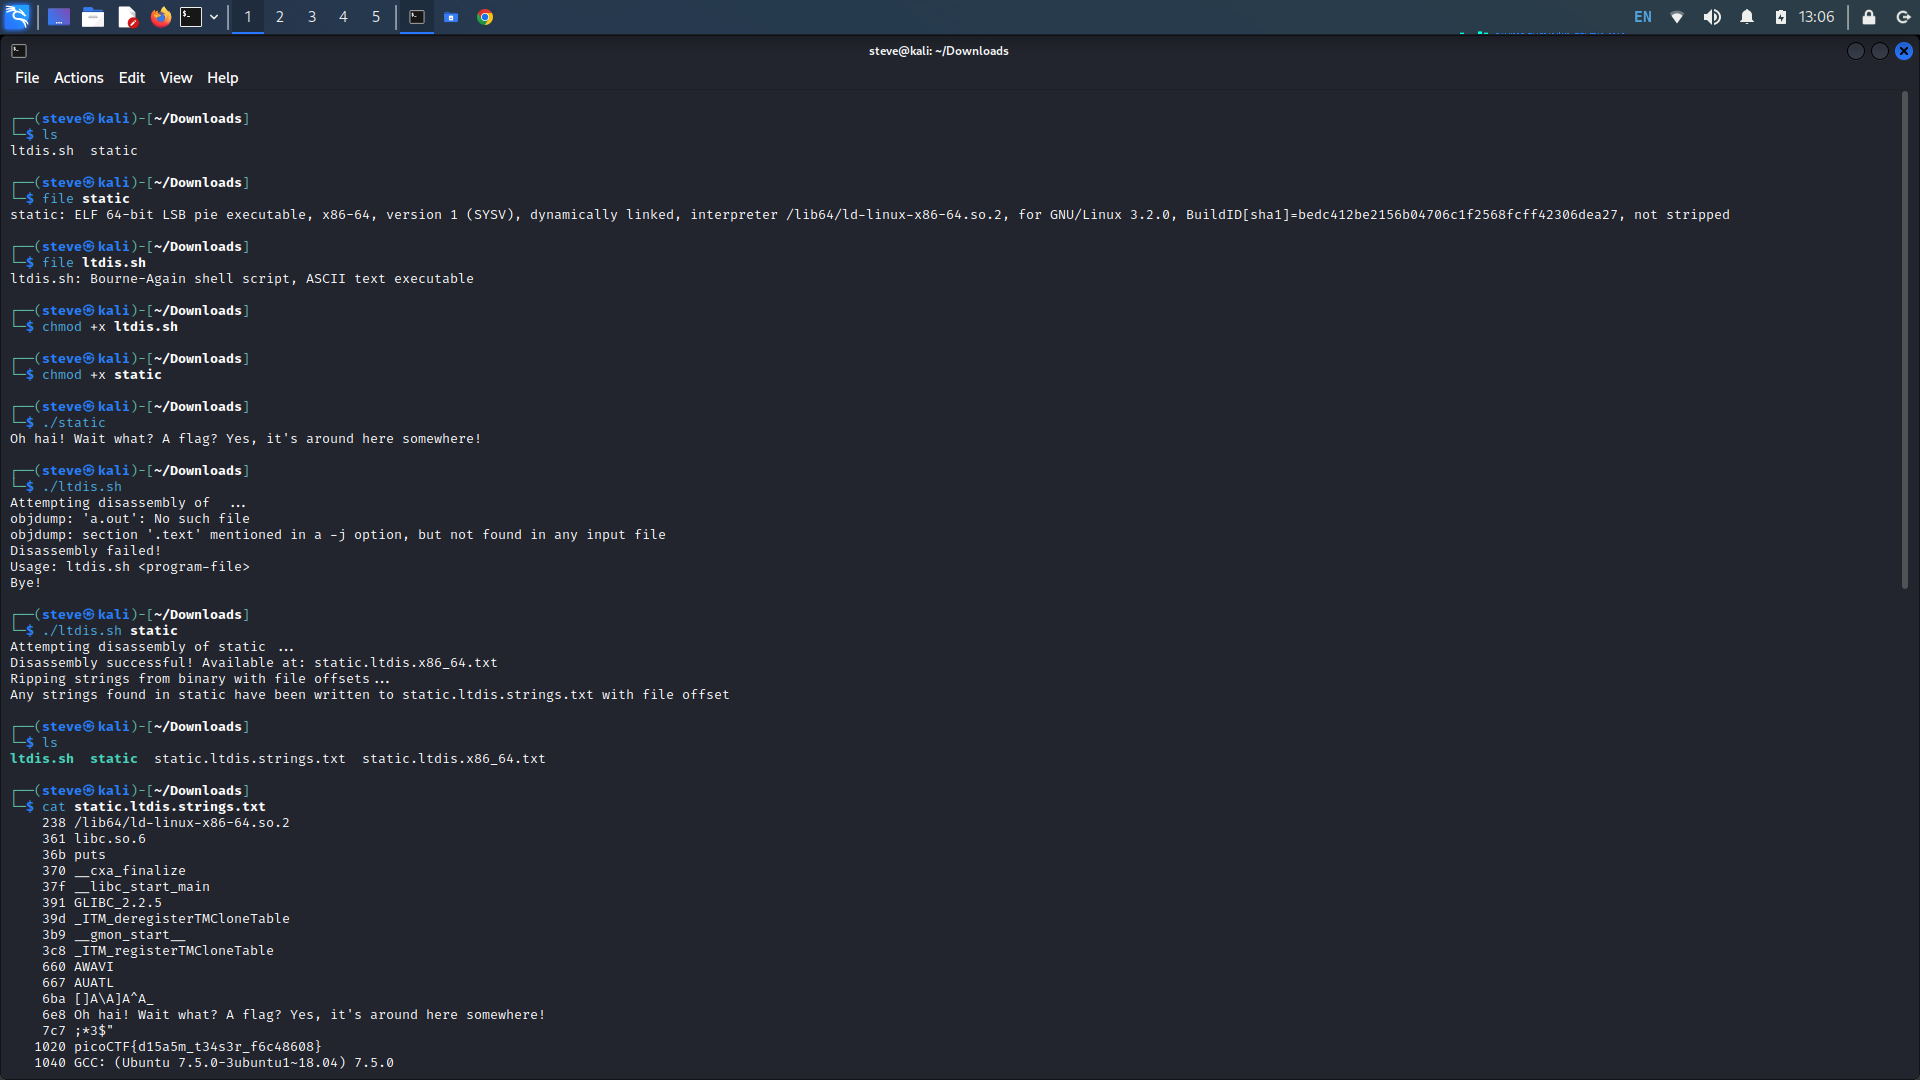 1 2 3 4 5 EN 13:06
steve@kali: ~/Downloads
File Actions Edit View Help
┌──(steve㉿kali)-[~/Downloads]
└─$ ls
ltdis.sh  static
┌──(steve㉿kali)-[~/Downloads]
└─$ file static
static: ELF 64-bit LSB pie executable, x86-64, version 1 (SYSV), dynamically linked, interpreter /lib64/ld-linux-x86-64.so.2, for GNU/Linux 3.2.0, BuildID[sha1]=bedc412be2156b04706c1f2568fcff42306dea27, not stripped
┌──(steve㉿kali)-[~/Downloads]
└─$ file ltdis.sh
ltdis.sh: Bourne-Again shell script, ASCII text executable
┌──(steve㉿kali)-[~/Downloads]
└─$ chmod +x ltdis.sh
┌──(steve㉿kali)-[~/Downloads]
└─$ chmod +x static
┌──(steve㉿kali)-[~/Downloads]
└─$ ./static
Oh hai! Wait what? A flag? Yes, it's around here somewhere!
┌──(steve㉿kali)-[~/Downloads]
└─$ ./ltdis.sh
Attempting disassembly of  ...
objdump: 'a.out': No such file
objdump: section '.text' mentioned in a -j option, but not found in any input file
Disassembly failed!
Usage: ltdis.sh <program-file>
Bye!
┌──(steve㉿kali)-[~/Downloads]
└─$ ./ltdis.sh static
Attempting disassembly of static ...
Disassembly successful! Available at: static.ltdis.x86_64.txt
Ripping strings from binary with file offsets...
Any strings found in static have been written to static.ltdis.strings.txt with file offset
┌──(steve㉿kali)-[~/Downloads]
└─$ ls
ltdis.sh  static  static.ltdis.strings.txt  static.ltdis.x86_64.txt
┌──(steve㉿kali)-[~/Downloads]
└─$ cat static.ltdis.strings.txt
238 /lib64/ld-linux-x86-64.so.2
361 libc.so.6
36b puts
370 __cxa_finalize
37f __libc_start_main
391 GLIBC_2.2.5
39d _ITM_deregisterTMCloneTable
3b9 __gmon_start__
3c8 _ITM_registerTMCloneTable
660 AWAVI
667 AUATL
6ba []A\A]A^A_
6e8 Oh hai! Wait what? A flag? Yes, it's around here somewhere!
7c7 ;*3$"
1020 picoCTF{d15a5m_t34s3r_f6c48608}
1040 GCC: (Ubuntu 7.5.0-3ubuntu1~18.04) 7.5.0